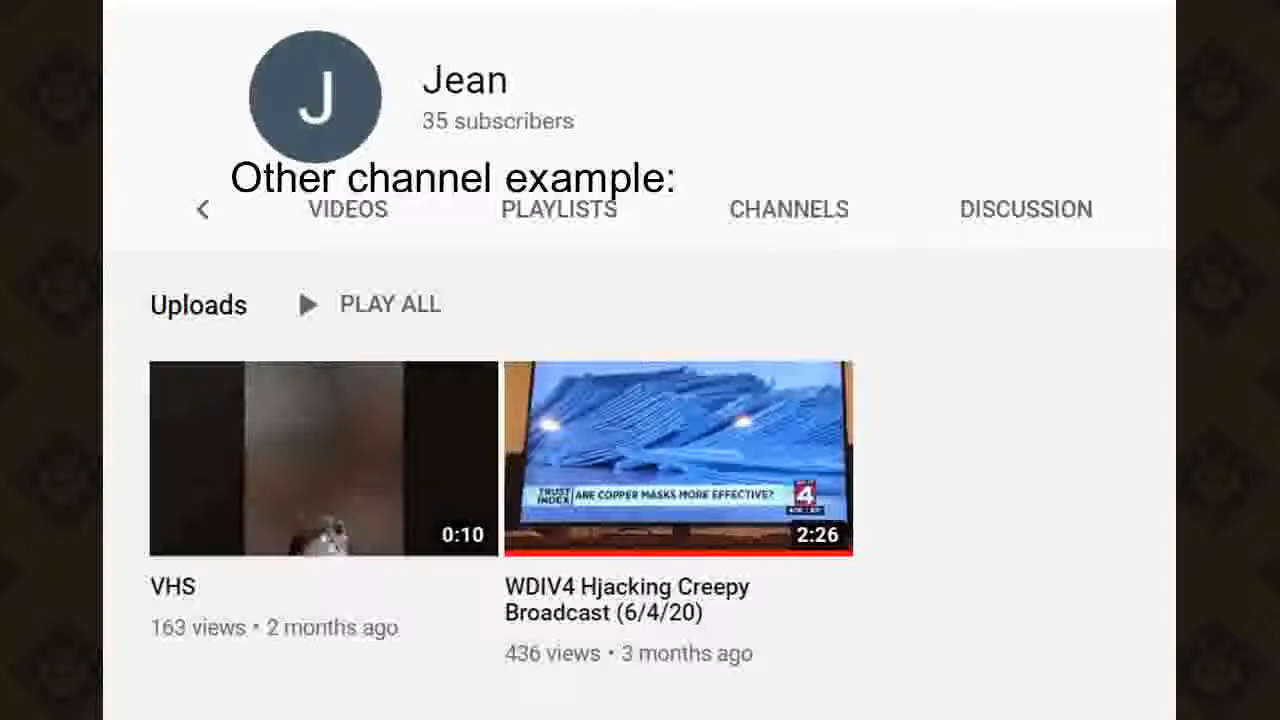 J
Jean
35 subscribers
Other channel example:
VIDEOS PLAYLISTS CHANNELS DISCUSSION
Uploads PLAY ALL
TRUST INDEX ARE COPPER MASKS MORE EFFECTIVE? 4
0:10 2:26
VHS
163 views • 2 months ago
WDIV4 Hjacking Creepy
Broadcast (6/4/20)
436 views • 3 months ago